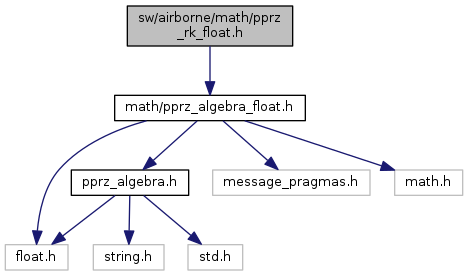 sw/airborne/math/pprz
_rk_float.h
math/pprz_algebra_float.h
pprz_algebra.h
message_pragmas.h
math.h
float.h
string.h
std.h